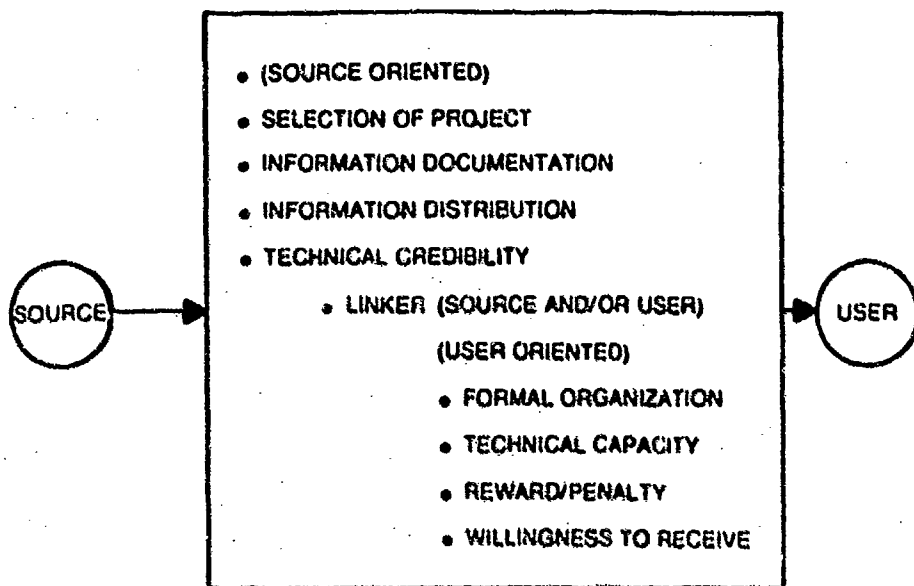 • (SOURCE ORIENTED)
• SELECTION OF PROJECT
• INFORMATION DOCUMENTATION
• INFORMATION DISTRIBUTION
• TECHNICAL CREDIBILITY
SOURCE
• LINKER (SOURCE AND/OR USER)
USER
(USER ORIENTED)
• FORMAL ORGANIZATION
• TECHNICAL CAPACITY
• REWARD/PENALTY
• WILLINGNESS TO RECEIVE